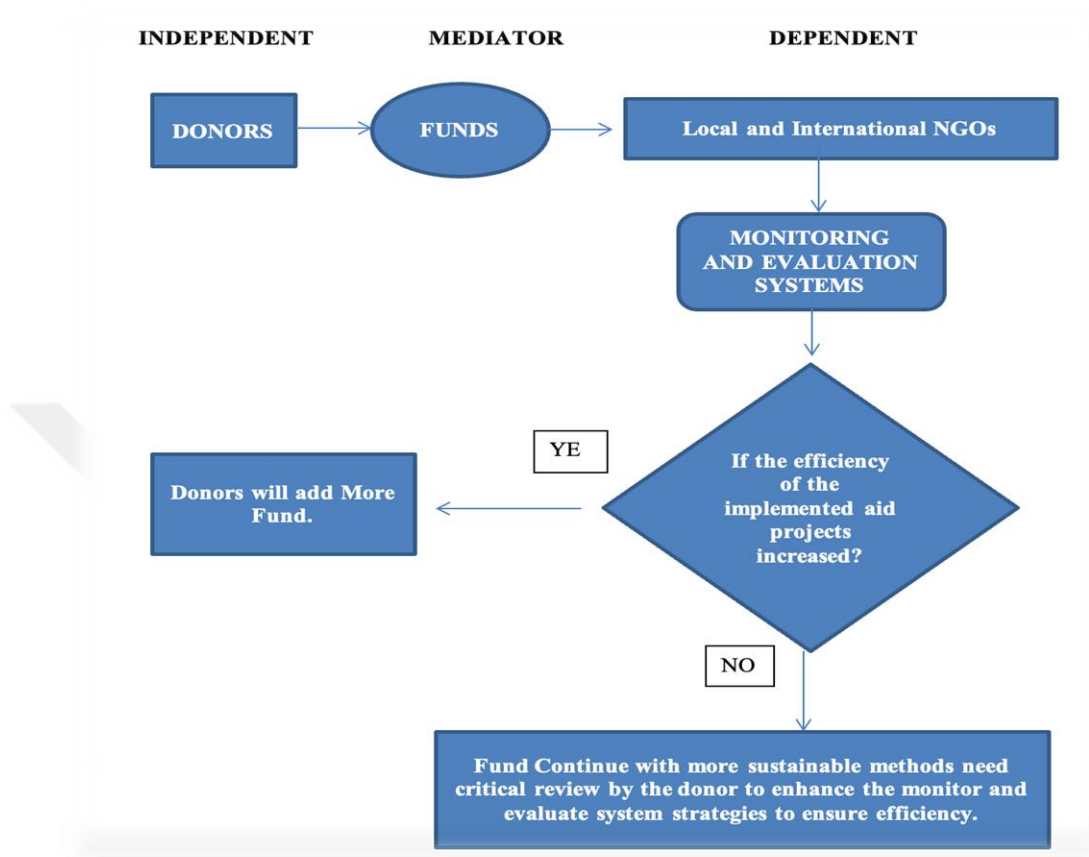 INDEPENDENT
MEDIATOR
DEPENDENT
DONORS
FUNDS
Local and International NGOs
MONITORING
AND EVALUATION
SYSTEMS
If the efficiency
of the
implemented aid
projects
increased?
YE
Donors will add More
Fund.
NO
Fund Continue with more sustainable methods need
critical review by the donor to enhance the monitor and
evaluate system strategies to ensure efficiency.